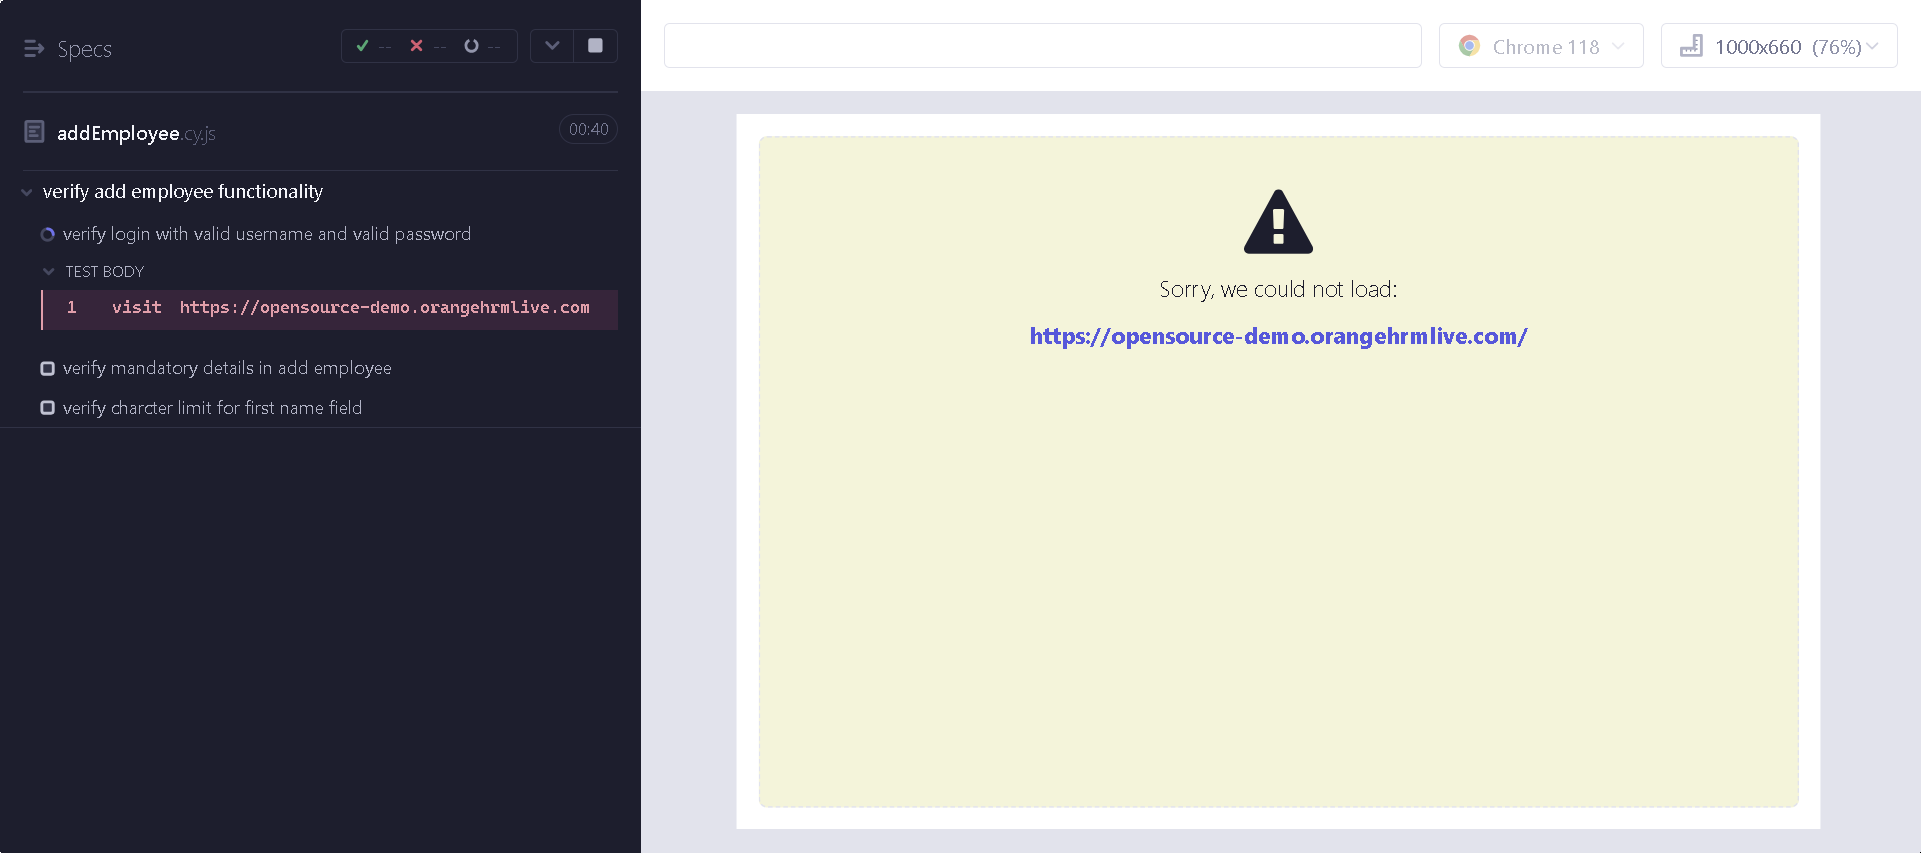 Specs
-- -- --
addEmployee.cy.js
00:40
verify add employee functionality
verify login with valid username and valid password
TEST BODY
1 visit https://opensource-demo.orangehrmlive.com
verify mandatory details in add employee
verify charcter limit for first name field
Chrome 118
1000x660 (76%)
Sorry, we could not load:
https://opensource-demo.orangehrmlive.com/